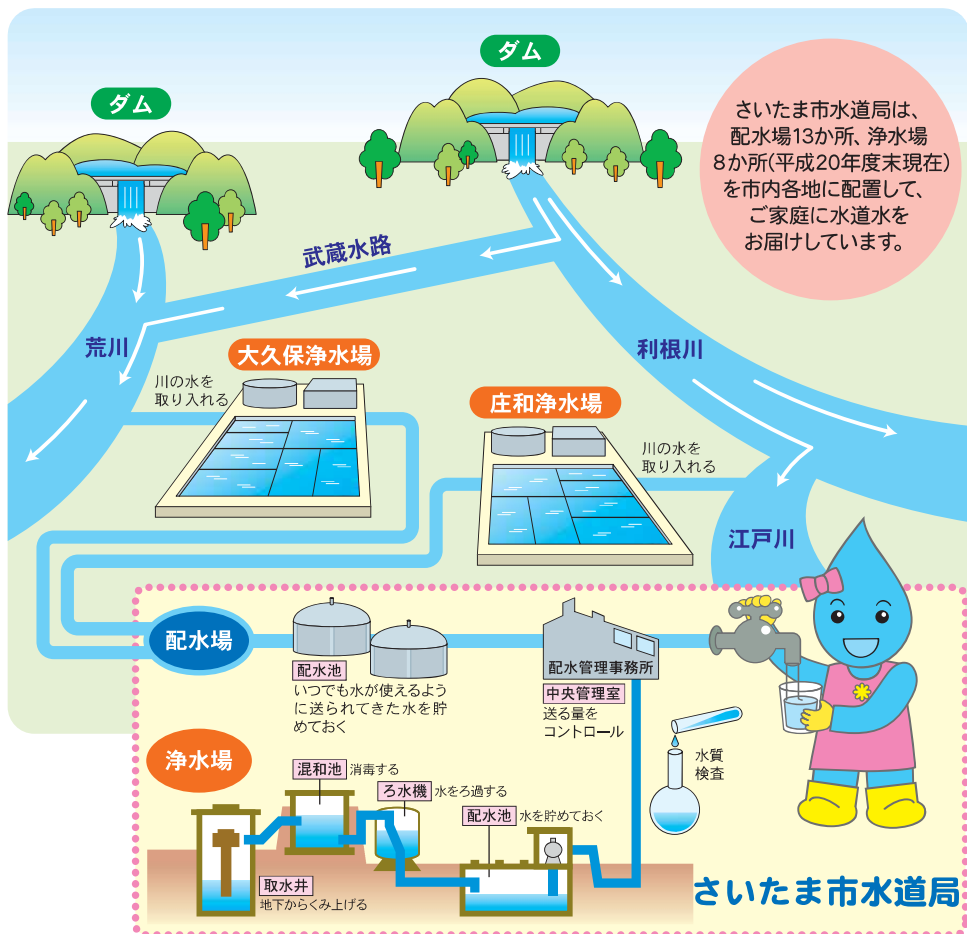 ダム
ダム
さいたま市水道局は、
配水場13か所、浄水場
8か所(平成20年度末現在)
を市内各地に配置して、
ご家庭に水道水を
お届けしています。
武蔵水路
荒川
利根川
大久保浄水場
川の水を
取り入れる
庄和浄水場
川の水を
取り入れる
江戸川
配水場
配水池
いつでも水が使えるよう
に送られてきた水を貯
めておく
配水管理事務所
中央管理室
送る量を
コントロール
水質
検査
浄水場
混和池 消毒する
ろ水機 水をろ過する
配水池 水を貯めておく
取水井
地下からくみ上げる
さいたま市水道局